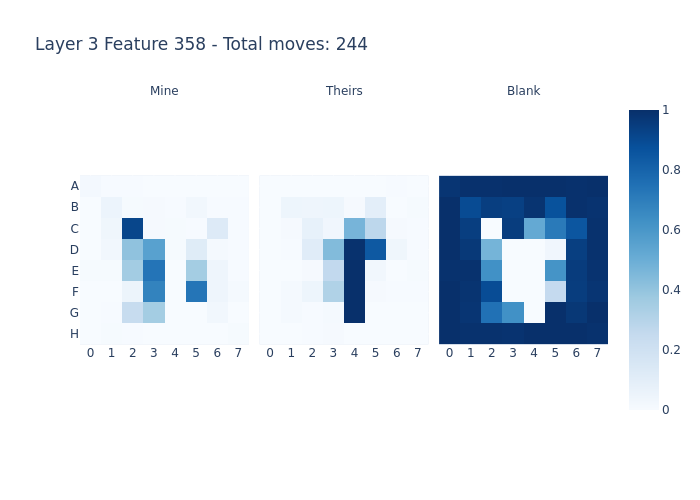 Layer 3 Feature 358 - Total moves: 244
Mine Theirs Blank
A
B
C
D
E
F
G
H
0 1 2 3 4 5 6 7 0 1 2 3 4 5 6 7 0 1 2 3 4 5 6 7
1
0.8
0.6
0.4
0.2
0